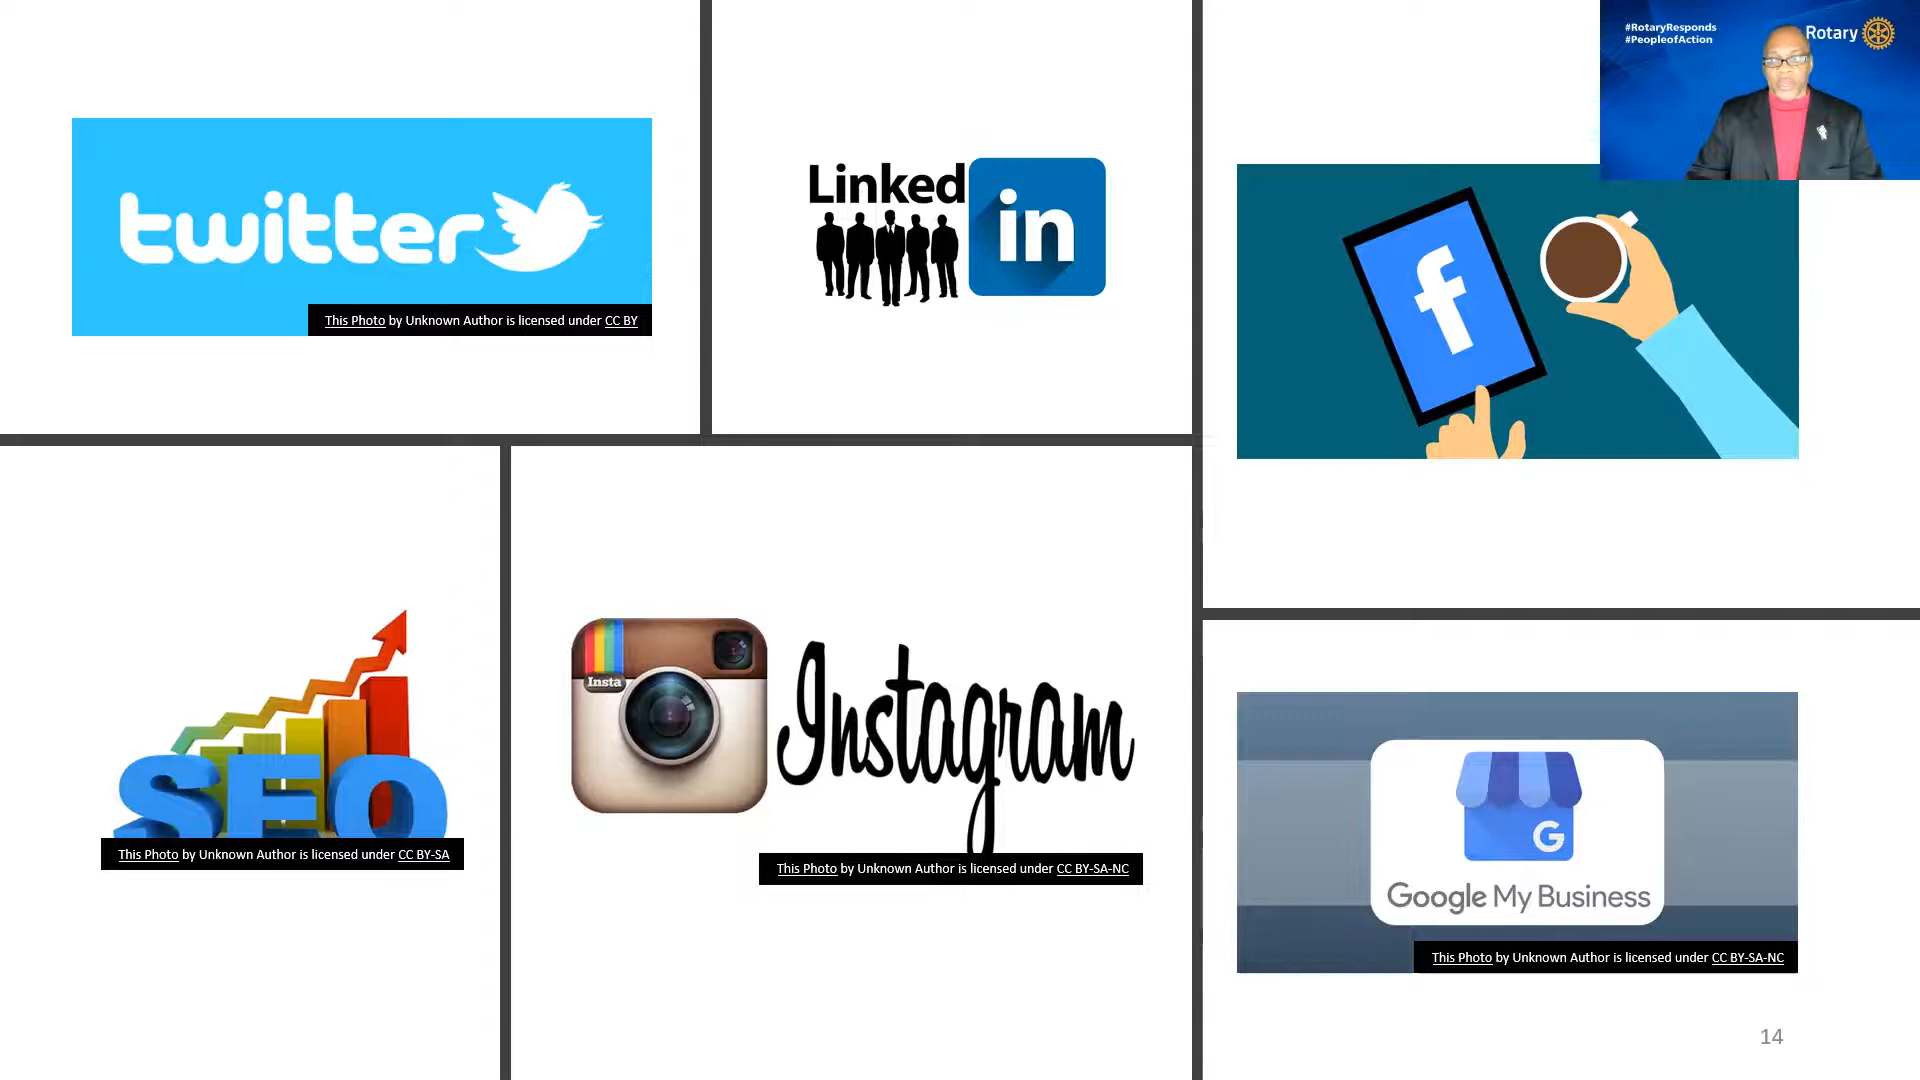 twitter
This Photo by Unknown Author is licensed under CC BY
Linked in
#RotaryResponds
#PeopleofAction
Rotary
f
SEO
This Photo by Unknown Author is licensed under CC BY-SA
Insta
Instagram
This Photo by Unknown Author is licensed under CC BY-SA-NC
G
Google My Business
This Photo by Unknown Author is licensed under CC BY-SA-NC
14